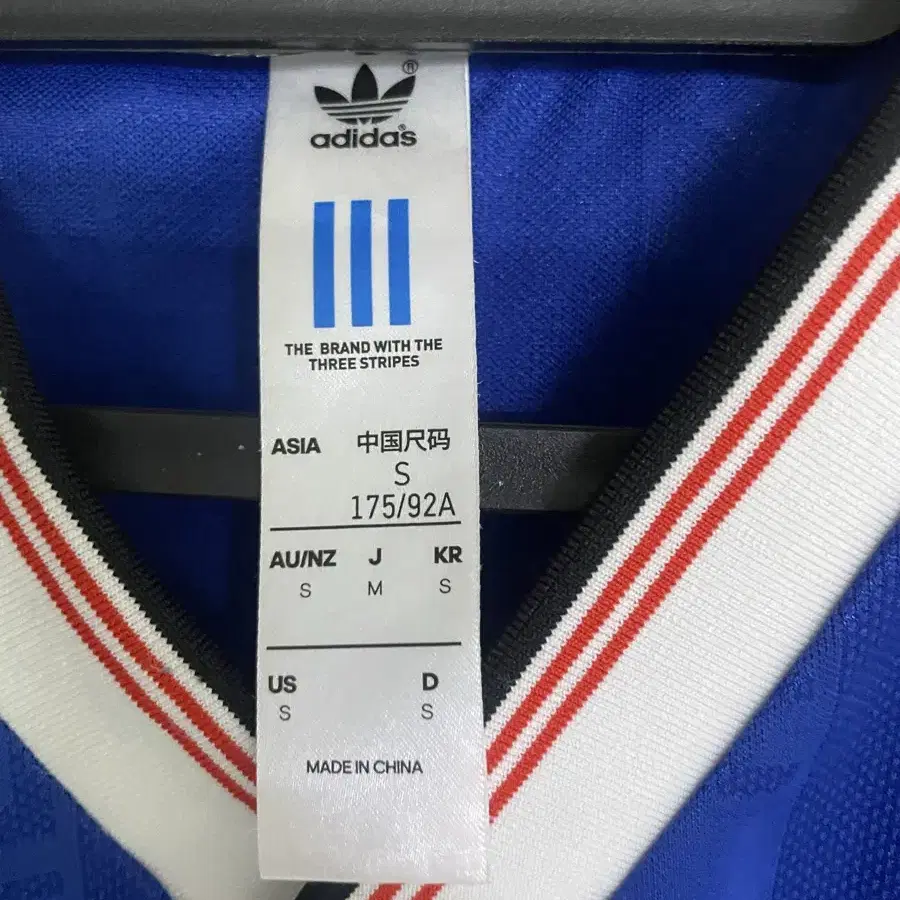 ®
adidas®
THE BRAND WITH THE
THREE STRIPES
ASIA 中国尺码
S
175/92A
AU/NZ J KR
S M S
US D
S S
MADE IN CHINA